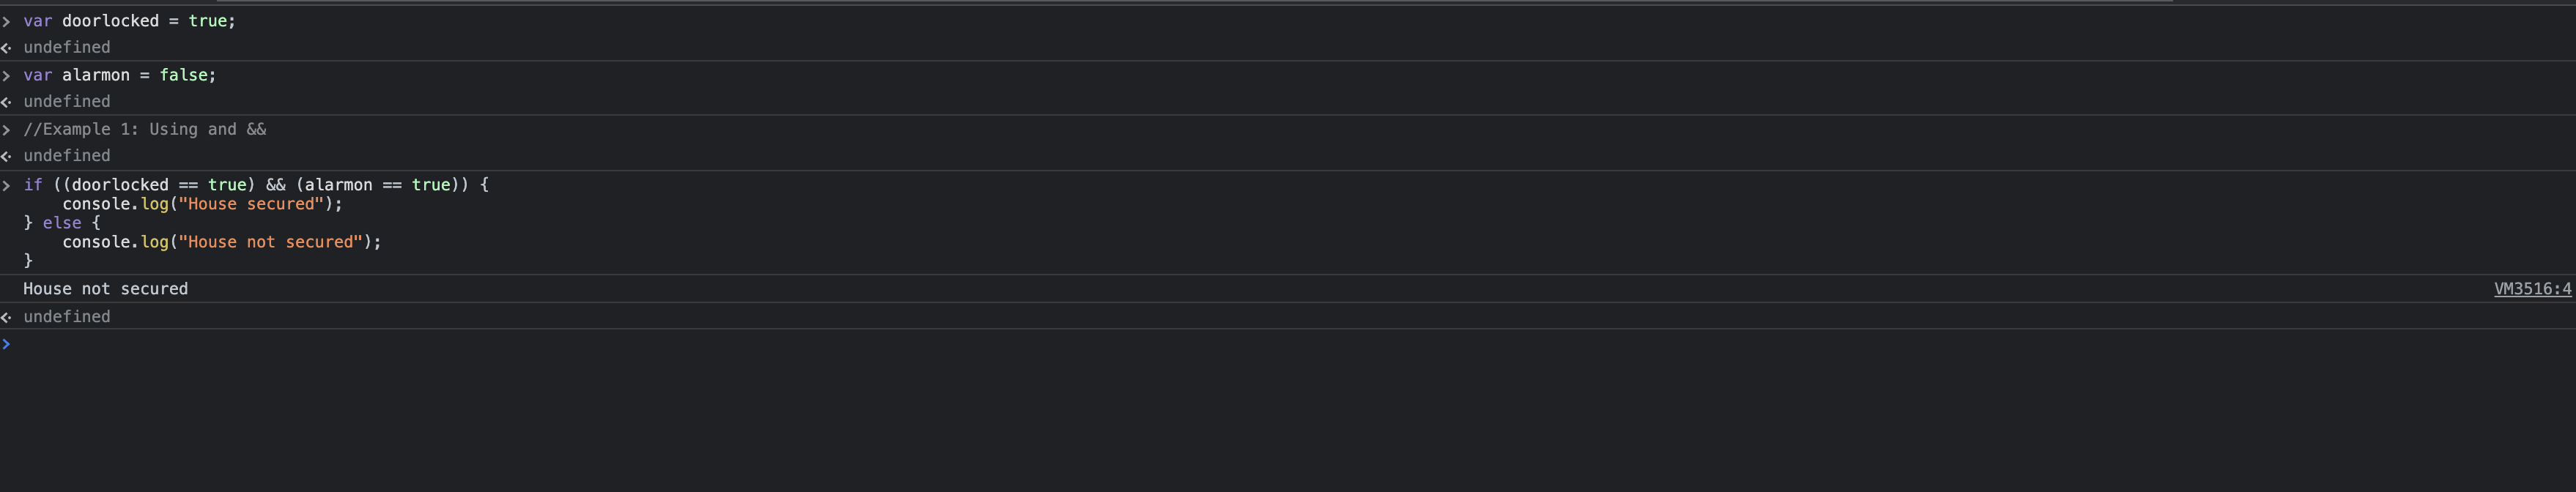 > var doorlocked = true;
<· undefined
> var alarmon = false;
<· undefined
> //Example 1: Using and &&
<· undefined
> if ((doorlocked == true) && (alarmon == true)) {
    console.log("House secured");
} else {
    console.log("House not secured");
}
House not secured VM3516:4
<· undefined
>